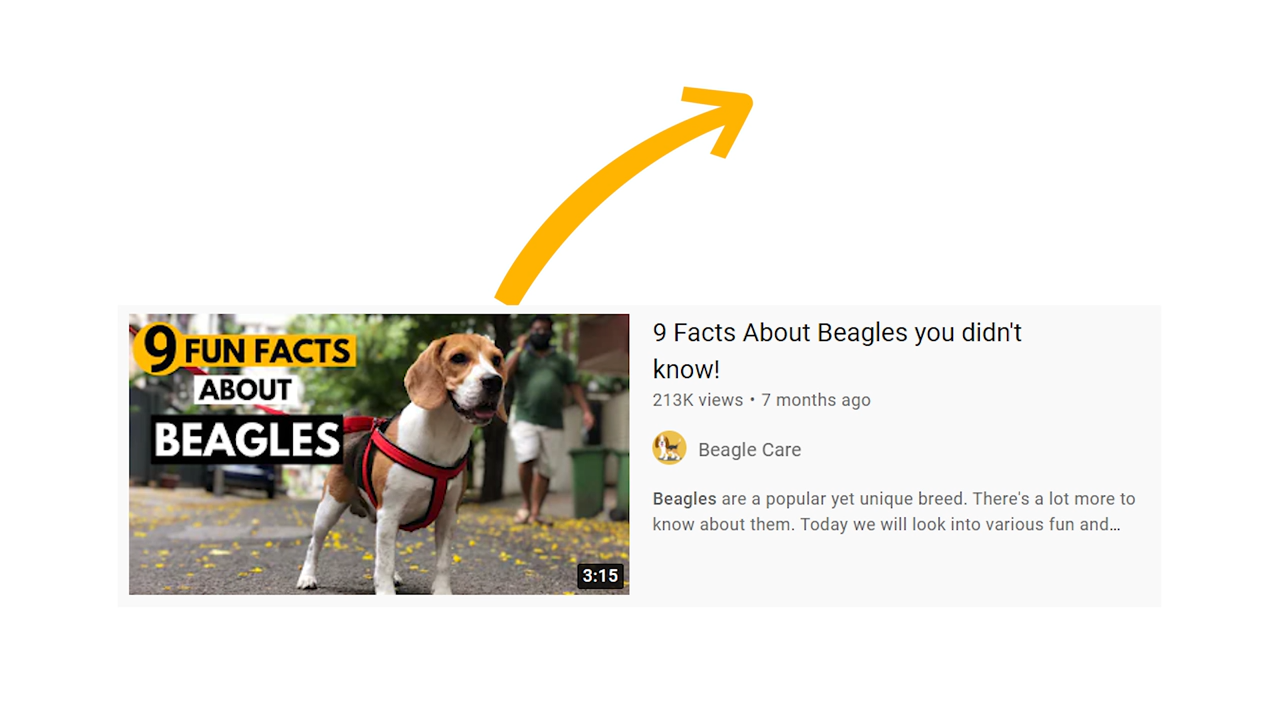 9 FUN FACTS
ABOUT
BEAGLES
3:15
9 Facts About Beagles you didn't
know!
213K views • 7 months ago
Beagle Care
Beagles are a popular yet unique breed. There's a lot more to
know about them. Today we will look into various fun and…